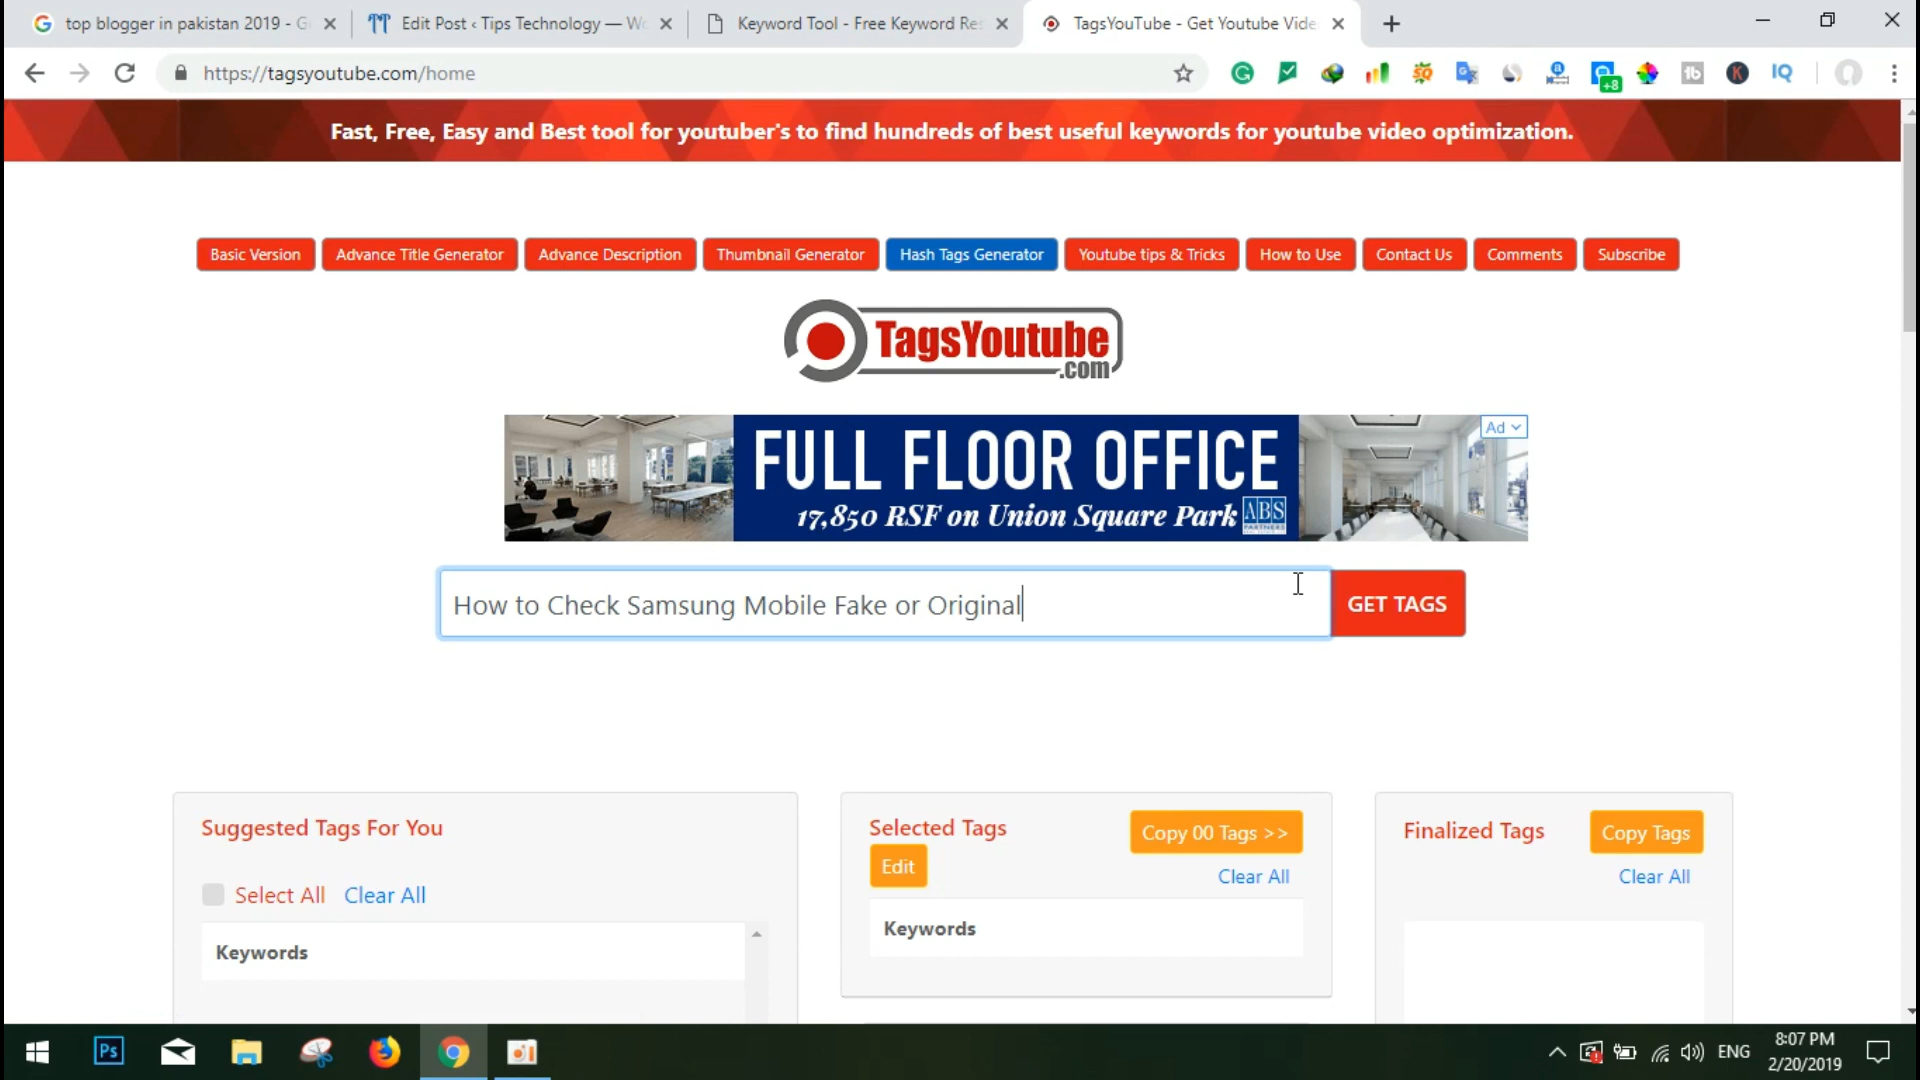 top blogger in pakistan 2019 - G
Edit Post ‹ Tips Technology — Wo
Keyword Tool - Free Keyword Res
TagsYouTube - Get Youtube Vide
https://tagsyoutube.com/home
+8
IQ
Fast, Free, Easy and Best tool for youtuber's to find hundreds of best useful keywords for youtube video optimization.
Basic Version
Advance Title Generator
Advance Description
Thumbnail Generator
Hash Tags Generator
Youtube tips & Tricks
How to Use
Contact Us
Comments
Subscribe
TagsYoutube
.com
FULL FLOOR OFFICE
17,850 RSF on Union Square Park
ABS
PARTNERS
Ad
How to Check Samsung Mobile Fake or Original
GET TAGS
Suggested Tags For You
Select All
Clear All
Keywords
Selected Tags
Copy 00 Tags >>
Edit
Clear All
Keywords
Finalized Tags
Copy Tags
Clear All
Ps
ENG
8:07 PM
2/20/2019